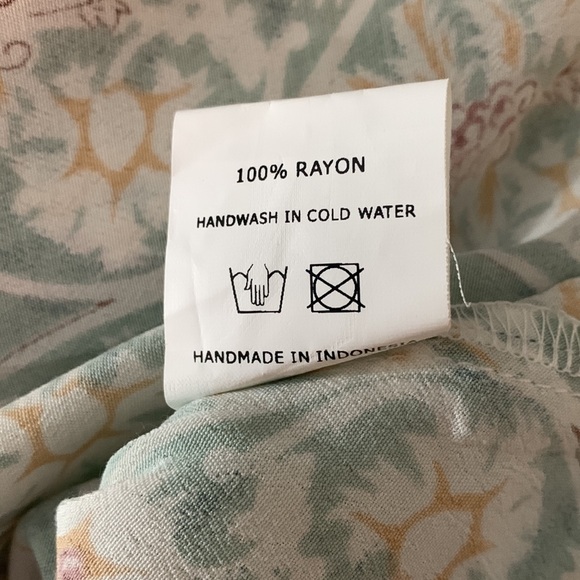 100% RAYON
HANDWASH IN COLD WATER
HANDMADE IN INDONESIA